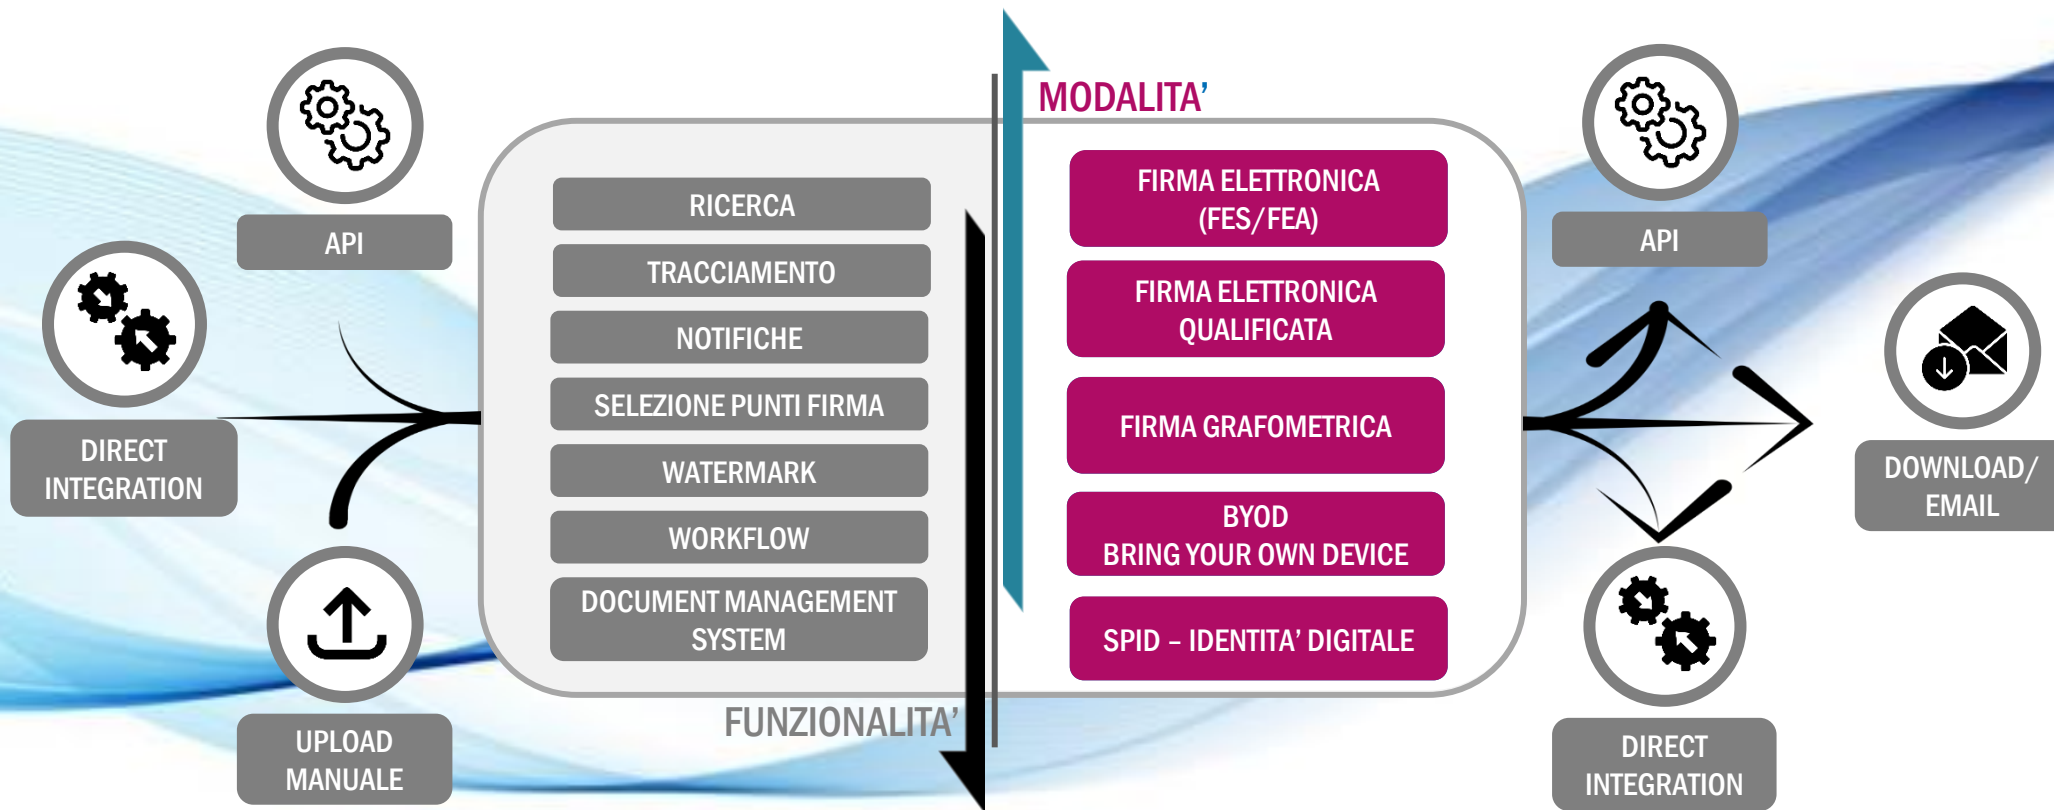 API
DIRECT
INTEGRATION
UPLOAD
MANUALE
RICERCA
TRACCIAMENTO
NOTIFICHE
SELEZIONE PUNTI FIRMA
WATERMARK
WORKFLOW
DOCUMENT MANAGEMENT
SYSTEM
FUNZIONALITA’
MODALITA’
FIRMA ELETTRONICA
(FES/FEA)
FIRMA ELETTRONICA
QUALIFICATA
FIRMA GRAFOMETRICA
BYOD
BRING YOUR OWN DEVICE
SPID – IDENTITA’ DIGITALE
API
DOWNLOAD/
EMAIL
DIRECT
INTEGRATION